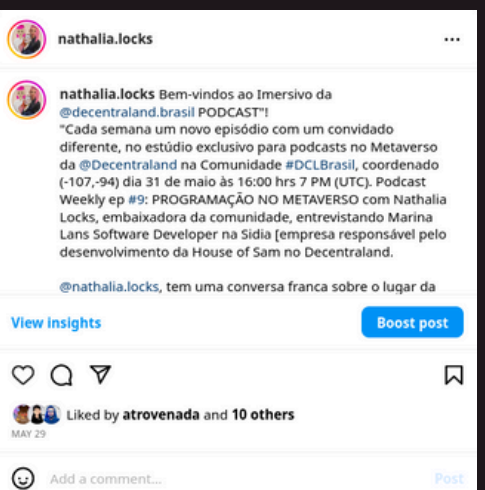 nathalia.locks
nathalia.locks Bem-vindos ao Imersivo da
@decentraland.brasil PODCAST"!
"Cada semana um novo episódio com um convidado
diferente, no estúdio exclusivo para podcasts no Metaverso
da @Decentraland na Comunidade #DCLBrasil, coordenado
(-107,-94) dia 31 de maio às 16:00 hrs 7 PM (UTC). Podcast
Weekly ep #9: PROGRAMAÇÃO NO METAVERSO com Nathalia
Locks, embaixadora da comunidade, entrevistando Marina
Lans Software Developer na Sidia [empresa responsável pelo
desenvolvimento da House of Sam no Decentraland.
@nathalia.locks, tem uma conversa franca sobre o lugar da
View insights
Boost post
Liked by atrovenada and 10 others
MAY 29
Add a comment...
Post